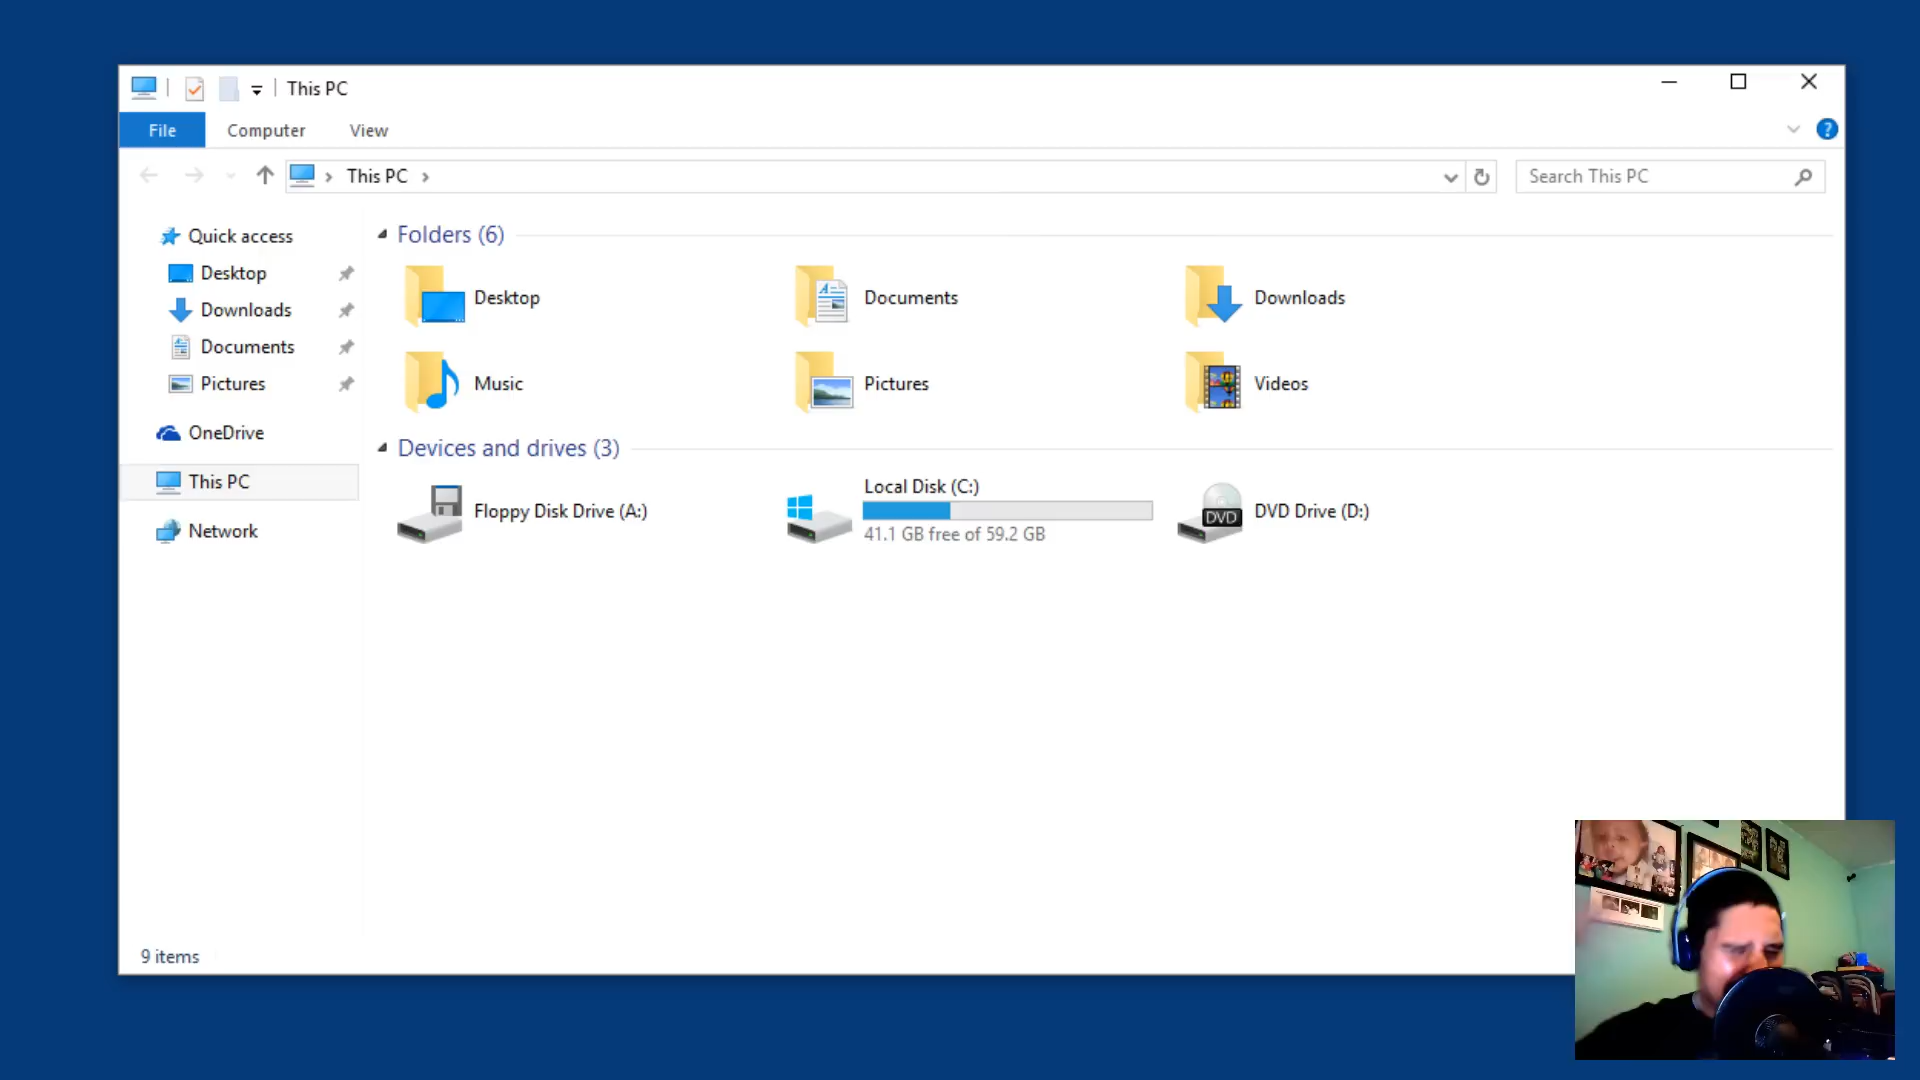 This PC
File Computer View
This PC
Search This PC
Quick access
Desktop
Downloads
Documents
Pictures
OneDrive
This PC
Network
Folders (6)
Desktop
Documents
Downloads
Music
Pictures
Videos
Devices and drives (3)
Floppy Disk Drive (A:)
Local Disk (C:)
41.1 GB free of 59.2 GB
DVD
DVD Drive (D:)
9 items